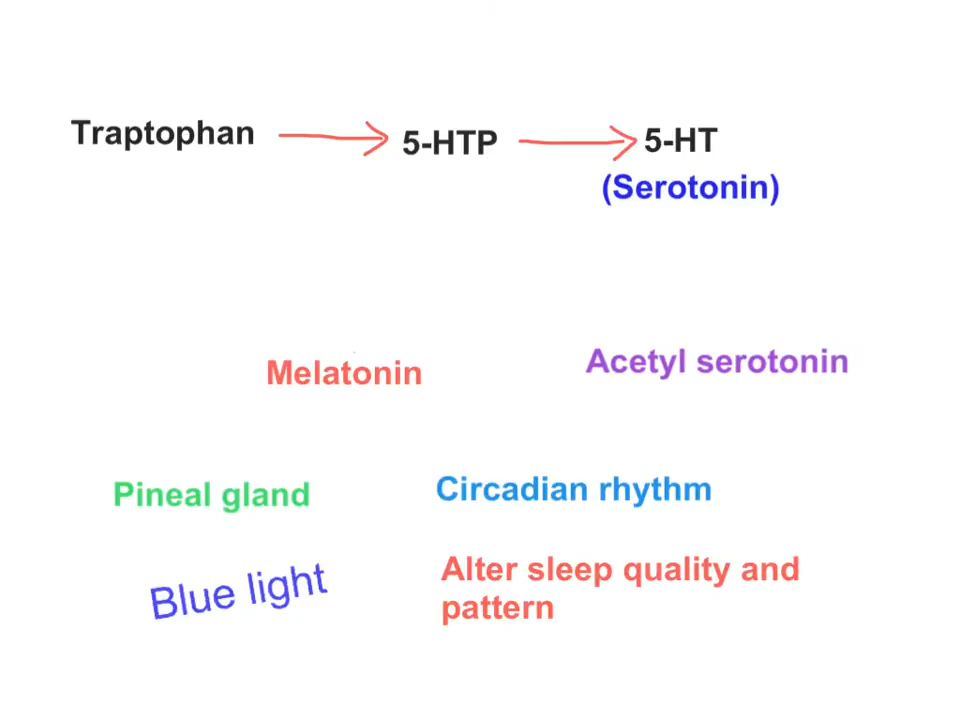 Traptophan
5-HTP
5-HT
(Serotonin)
Melatonin
Acetyl serotonin
Pineal gland
Circadian rhythm
Blue light
Alter sleep quality and
pattern